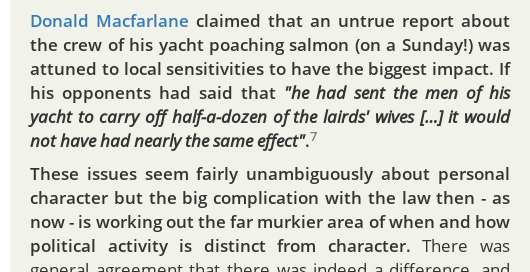 Donald Macfarlane claimed that an untrue report about
the crew of his yacht poaching salmon (on a Sunday!) was
attuned to local sensitivities to have the biggest impact. If
his opponents had said that "he had sent the men of his
yacht to carry off half-a-dozen of the lairds' wives [...] it would
not have had nearly the same effect".7
These issues seem fairly unambiguously about personal
character but the big complication with the law then - as
now - is working out the far murkier area of when and how
political activity is distinct from character. There was
general agreement that there was indeed a difference, and